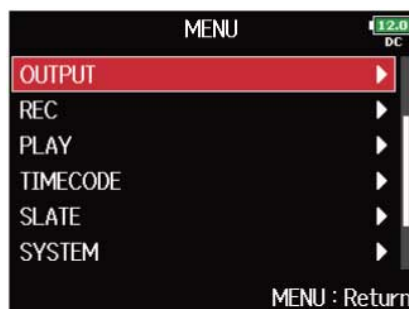 MENU
12.0
DC
OUTPUT
REC
PLAY
TIMECODE
SLATE
SYSTEM
MENU : Return